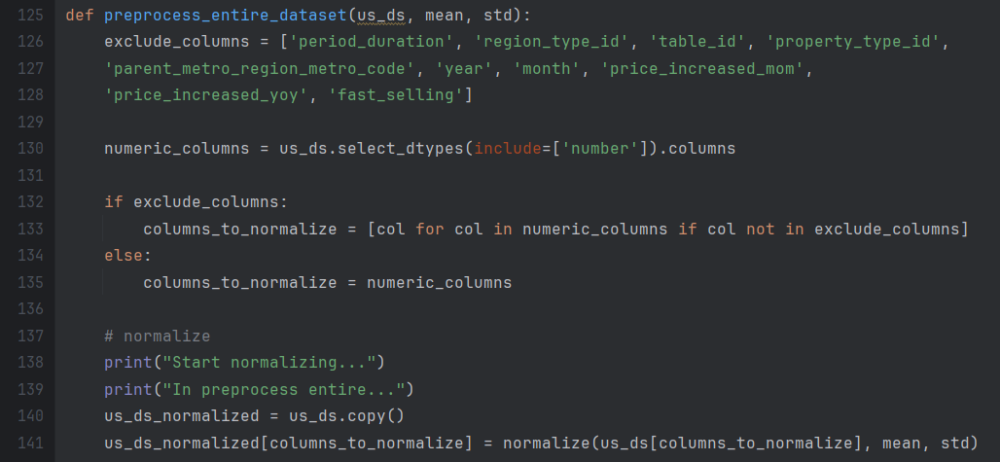 125 def preprocess_entire_dataset(us_ds, mean, std):
126     exclude_columns = ['period_duration', 'region_type_id', 'table_id', 'property_type_id',
127     'parent_metro_region_metro_code', 'year', 'month', 'price_increased_mom',
128     'price_increased_yoy', 'fast_selling']
129
130     numeric_columns = us_ds.select_dtypes(include=['number']).columns
131
132     if exclude_columns:
133         columns_to_normalize = [col for col in numeric_columns if col not in exclude_columns]
134     else:
135         columns_to_normalize = numeric_columns
136
137     # normalize
138     print("Start normalizing...")
139     print("In preprocess entire...")
140     us_ds_normalized = us_ds.copy()
141     us_ds_normalized[columns_to_normalize] = normalize(us_ds[columns_to_normalize], mean, std)